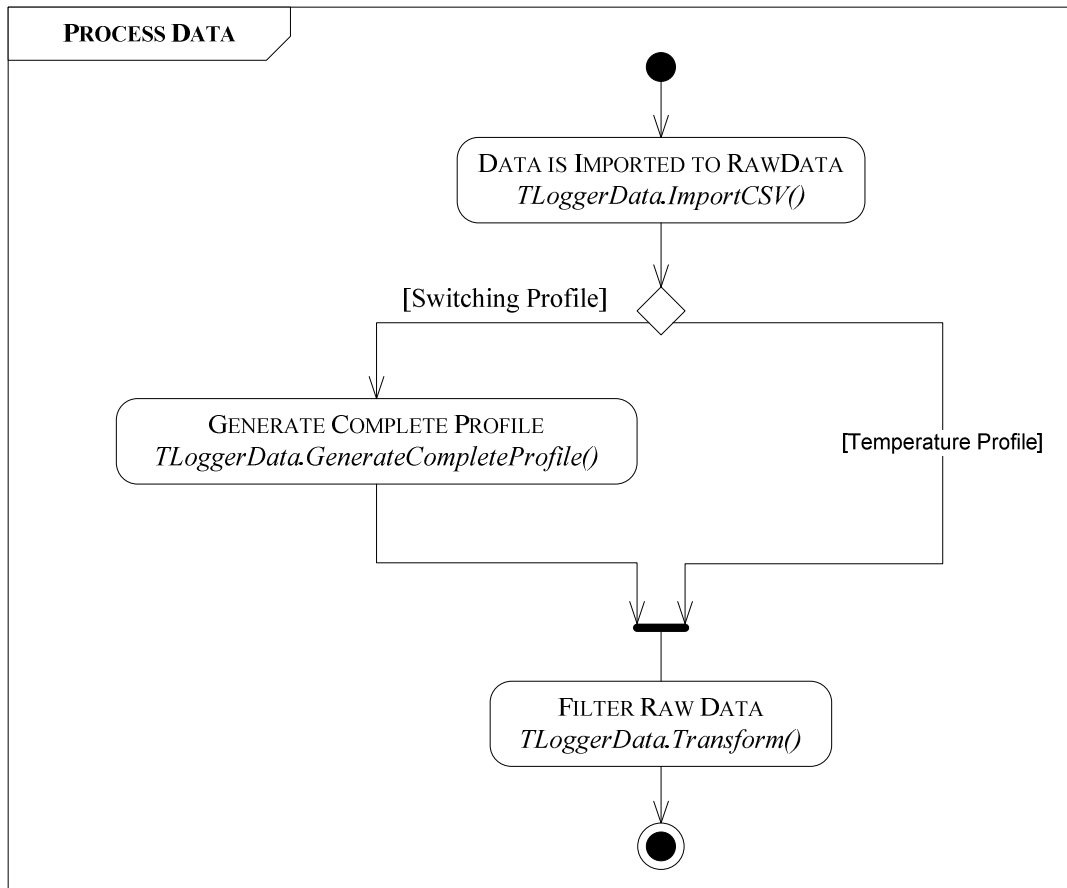 PROCESS DATA
DATA IS IMPORTED TO RAWDATA
TLoggerData.ImportCSV()
[Switching Profile]
GENERATE COMPLETE PROFILE
TLoggerData.GenerateCompleteProfile()
[Temperature Profile]
FILTER RAW DATA
TLoggerData.Transform()